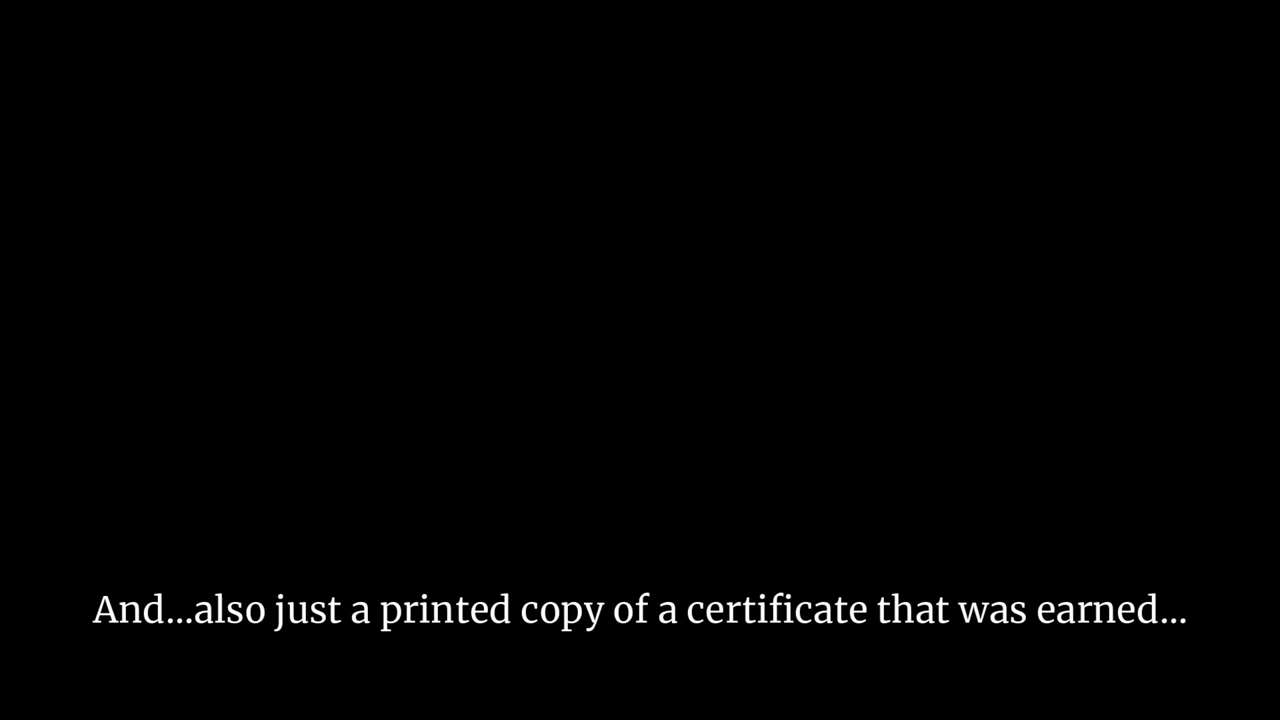 And...also just a printed copy of a certificate that was earned...